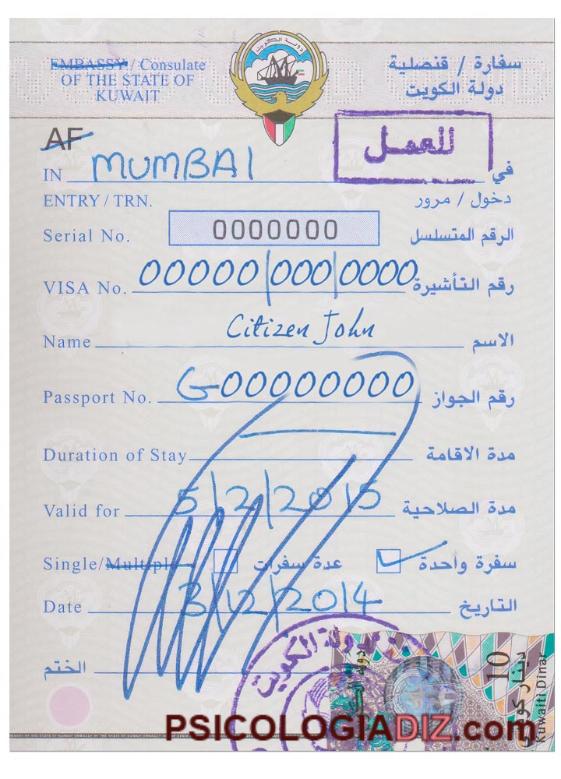 EMBASSY / Consulate
OF THE STATE OF
KUWAIT
دولة الكويت
سفارة / قنصلية
دولة الكويت
AF
للعمل
IN MUMBAI في
ENTRY / TRN. دخول / مرور
Serial No. 0000000 الرقم المتسلسل
VISA No. 00000/000/0000 رقم التأشيرة
Name Citizen John الاسم
Passport No. G00000000 رقم الجواز
Duration of Stay مدة الاقامة
Valid for 5/2/2015 مدة الصلاحية
Single/Multiple عدة سفرات سفرة واحدة
Date 3/12/2014 التاريخ
الختم
دولة الكويت
10
Kuwaiti Dinar
PSICOLOGIADIZ.com